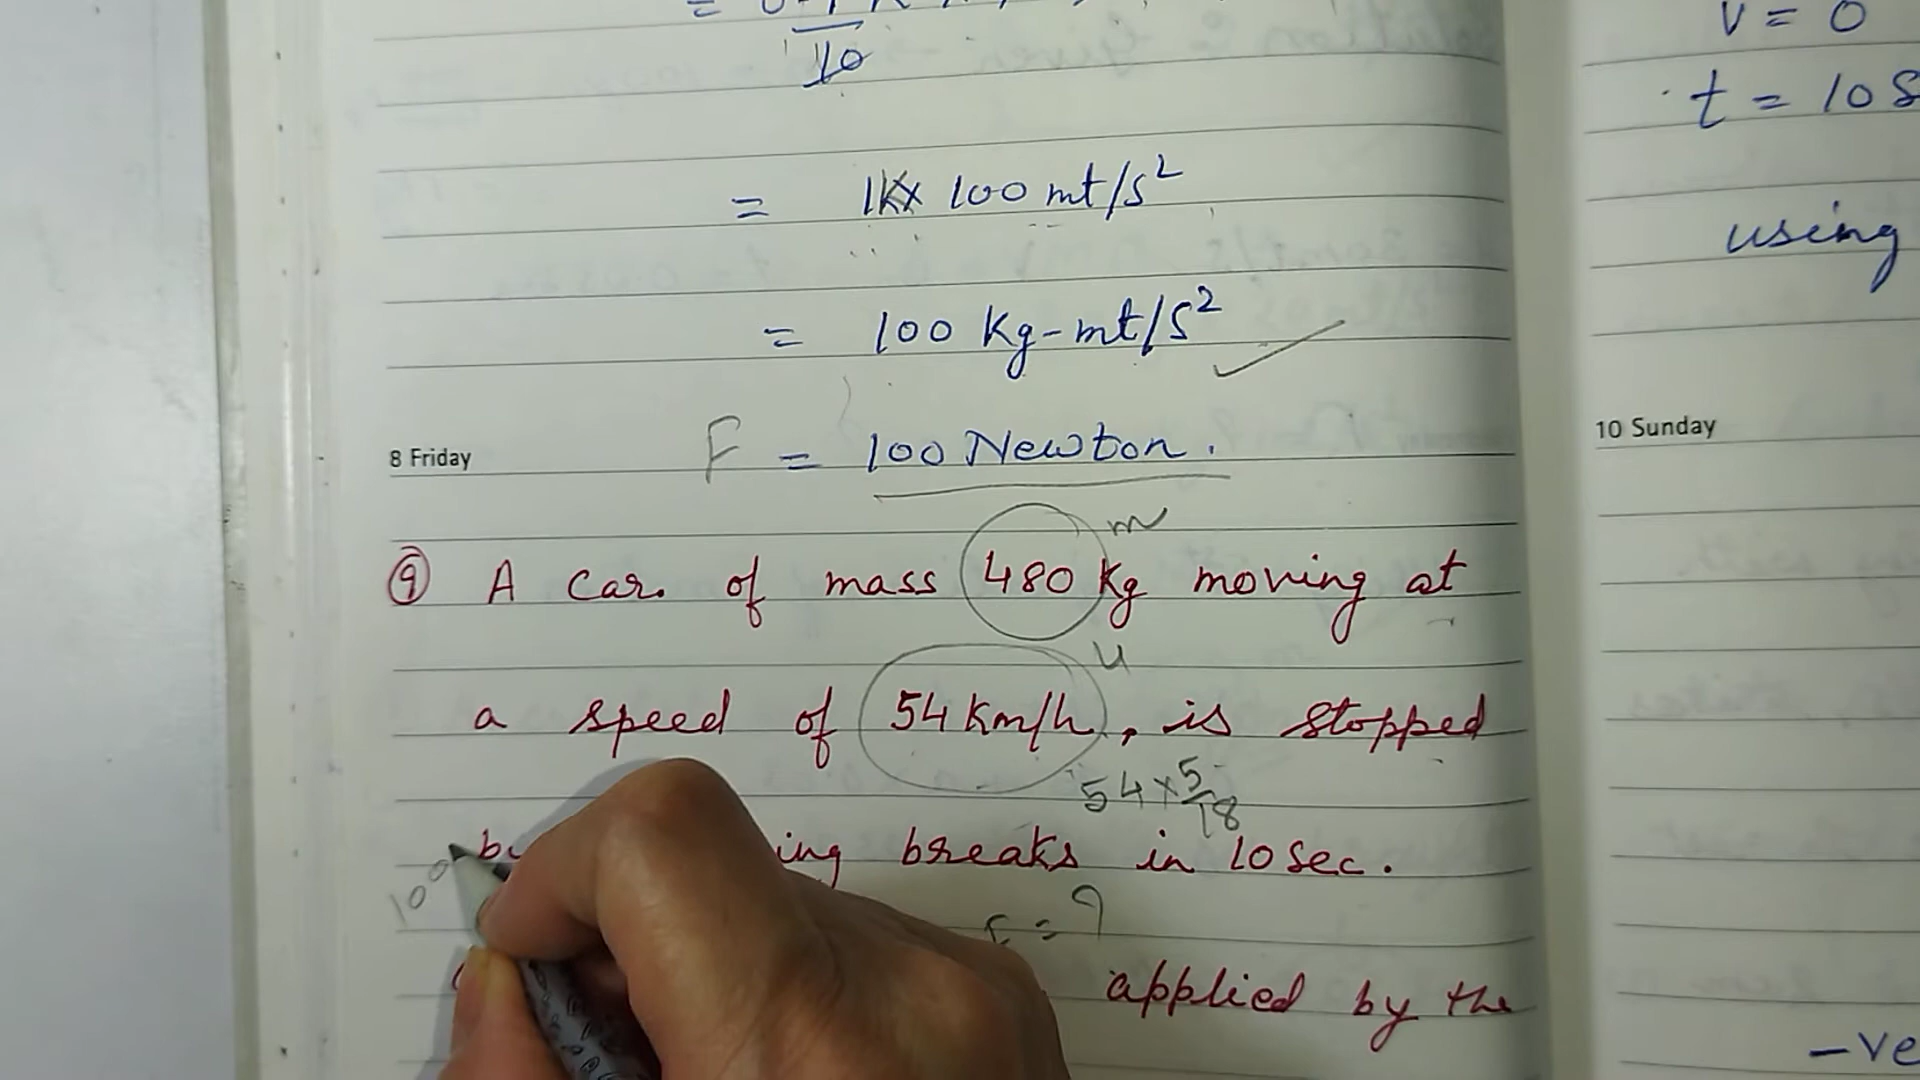 10
= 1Kx 100 mt/s²
= 100 Kg-mt/s²
8 Friday
F = 100 Newton.
m
⑨ A Car. of mass 480 Kg moving at
u
a speed of 54 Km/h, is stopped
54 × 5/18
ing breaks in 10 Sec.
100
= ?
applied by the
V = 0
t = 10 S
using
10 Sunday
-ve